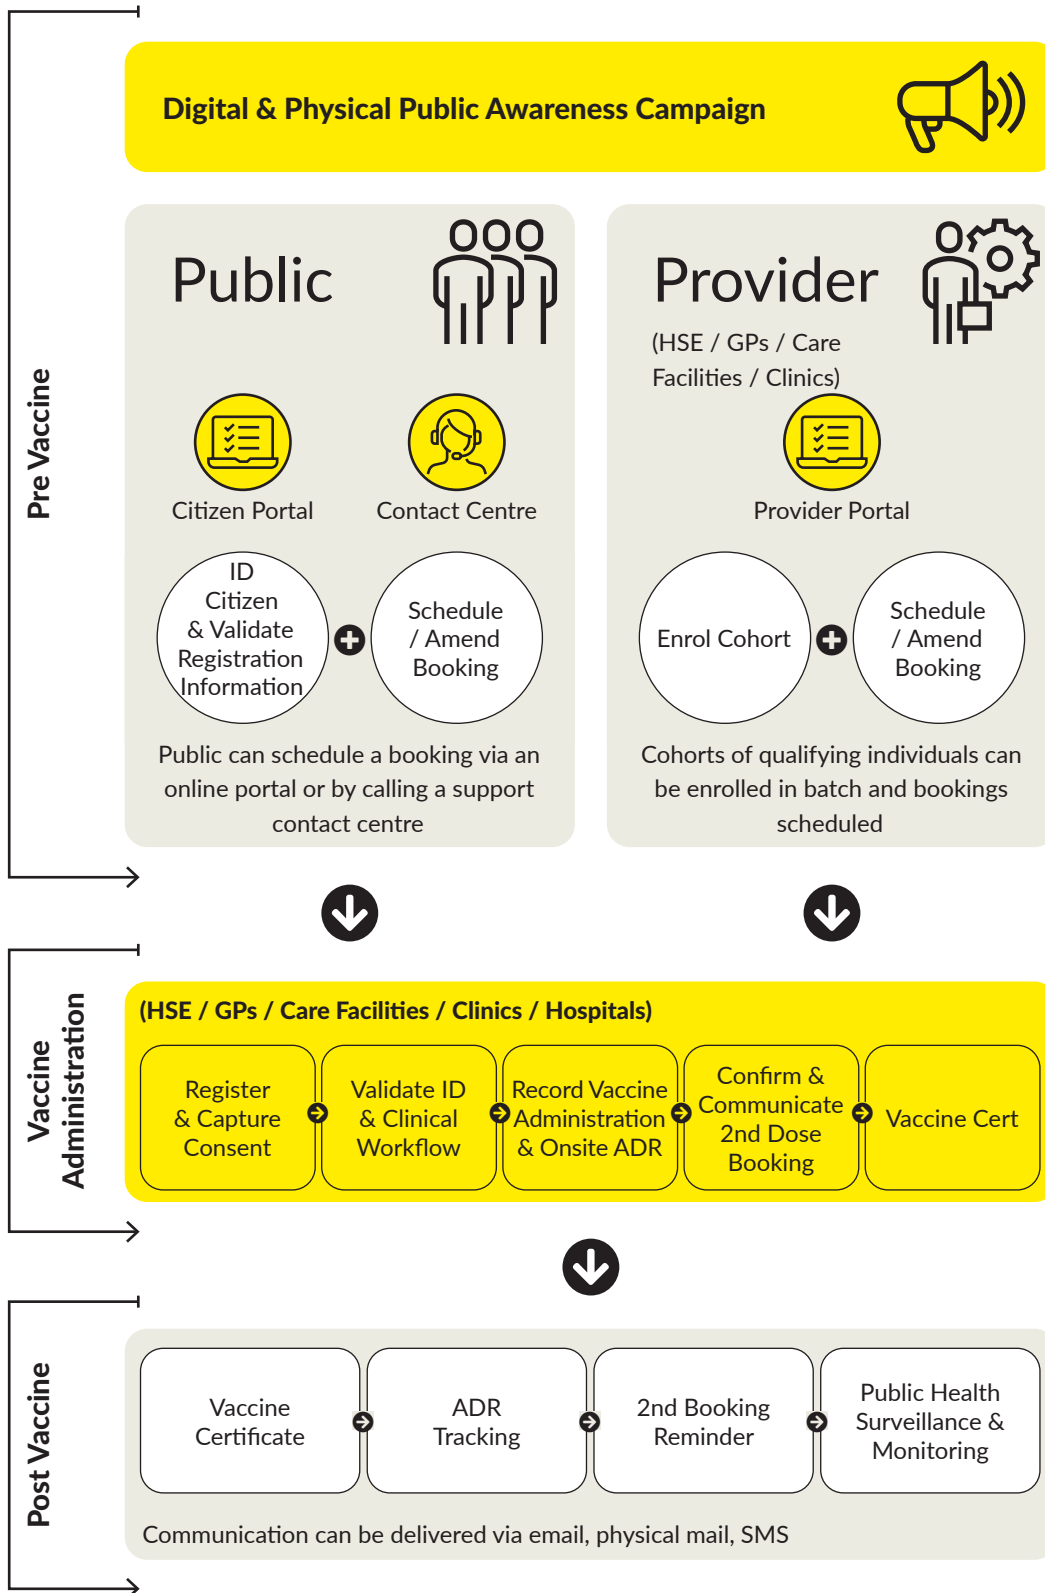 Pre Vaccine
Digital & Physical Public Awareness Campaign
Public
Citizen Portal
Contact Centre
ID
Citizen
& Validate
Registration
Information
Schedule
/ Amend
Booking
Public can schedule a booking via an
online portal or by calling a support
contact centre
Provider
(HSE / GPs / Care
Facilities / Clinics)
Provider Portal
Enrol Cohort
Schedule
/ Amend
Booking
Cohorts of qualifying individuals can
be enrolled in batch and bookings
scheduled
Vaccine
Administration
(HSE / GPs / Care Facilities / Clinics / Hospitals)
Register
& Capture
Consent
Validate ID
& Clinical
Workflow
Record Vaccine
Administration
& Onsite ADR
Confirm &
Communicate
2nd Dose
Booking
Vaccine Cert
Post Vaccine
Vaccine
Certificate
ADR
Tracking
2nd Booking
Reminder
Public Health
Surveillance &
Monitoring
Communication can be delivered via email, physical mail, SMS